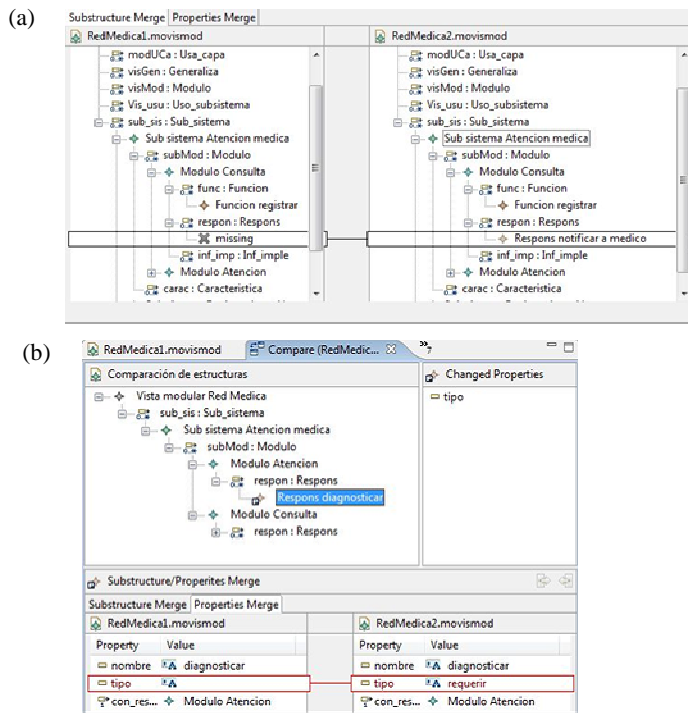 (a)
Substructure Merge Properties Merge
RedMedica1.movismod RedMedica2.movismod
modUCa : Usa_capa modUCa : Usa_capa
visGen : Generaliza visGen : Generaliza
visMod : Modulo visMod : Modulo
Vis_usu : Uso_subsistema Vis_usu : Uso_subsistema
sub_sis : Sub_sistema sub_sis : Sub_sistema
Sub sistema Atencion medica Sub sistema Atencion medica
subMod : Modulo subMod : Modulo
Modulo Consulta Modulo Consulta
func : Funcion func : Funcion
Funcion registrar Funcion registrar
respon : Respons respon : Respons
missing Respons notificar a medico
inf_imp : Inf_imple inf_imp : Inf_imple
Modulo Atencion Modulo Atencion
carac : Caracteristica carac : Caracteristica
(b)
RedMedica1.movismod Compare (RedMedic... »7
Comparación de estructuras Changed Properties
Vista modular Red Medica tipo
sub_sis : Sub_sistema
Sub sistema Atencion medica
subMod : Modulo
Modulo Atencion
respon : Respons
Respons diagnosticar
Modulo Consulta
respon : Respons
Substructure/Properites Merge
Substructure Merge Properties Merge
RedMedica1.movismod RedMedica2.movismod
Property Value Property Value
nombre diagnosticar nombre diagnosticar
tipo tipo requerir
con_res... Modulo Atencion con_res... Modulo Atencion